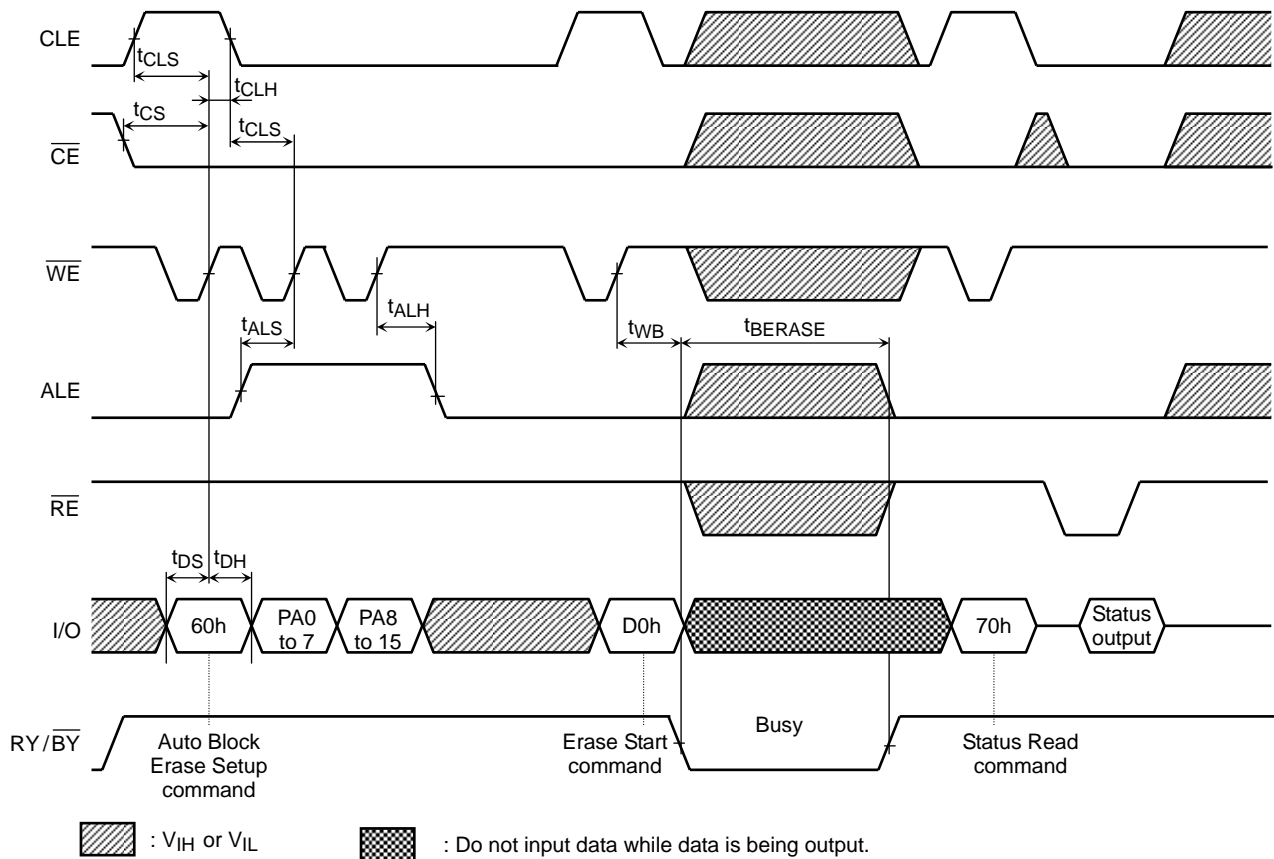 CLE
tCLS
tCLH
tCS
tCLS
CE
WE
tALS
tALH
tWB
tBERASE
ALE
RE
tDS
tDH
I/O
60h
PA0
to 7
PA8
to 15
D0h
70h
Status
output
RY/BY
Busy
Auto Block
Erase Setup
command
Erase Start
command
Status Read
command
: VIH or VIL
: Do not input data while data is being output.